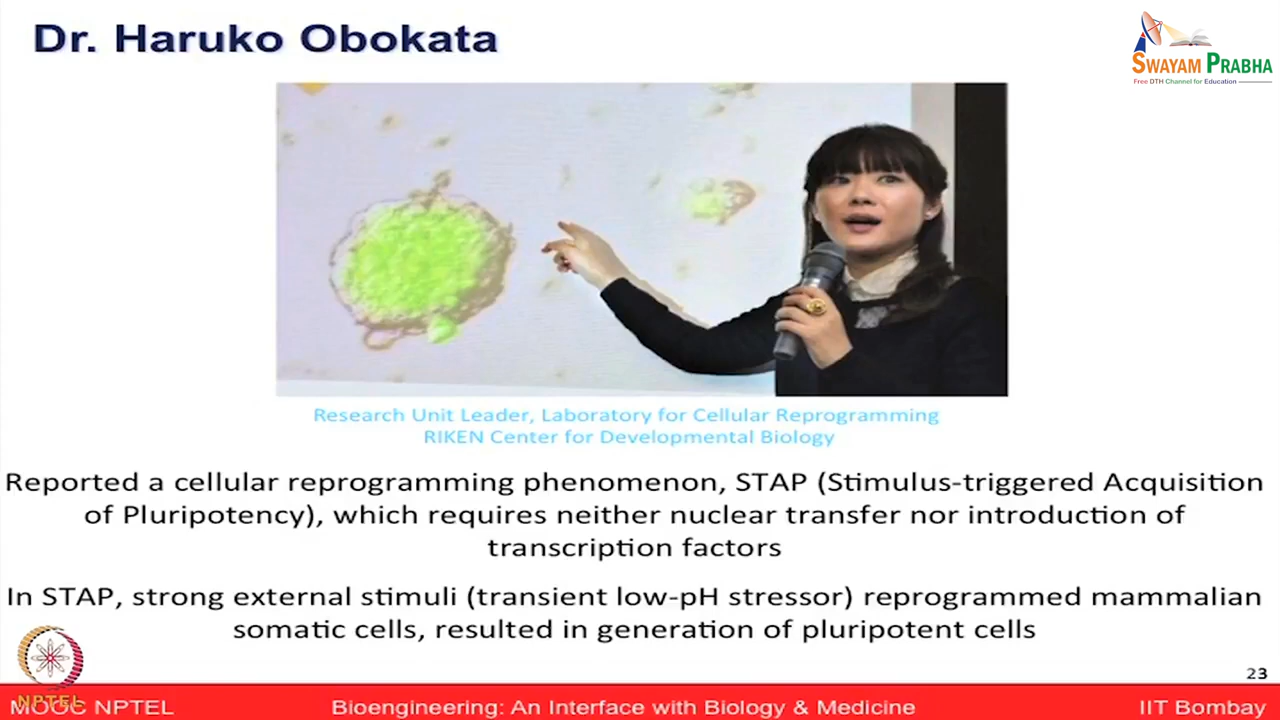 Dr. Haruko Obokata
SWAYAM PRABHA
Free DTH Channel for Education
Research Unit Leader, Laboratory for Cellular Reprogramming
RIKEN Center for Developmental Biology
Reported a cellular reprogramming phenomenon, STAP (Stimulus-triggered Acquisition
of Pluripotency), which requires neither nuclear transfer nor introduction of
transcription factors
In STAP, strong external stimuli (transient low-pH stressor) reprogrammed mammalian
somatic cells, resulted in generation of pluripotent cells
23
NPTEL
MOOC NPTEL Bioengineering: An Interface with Biology & Medicine IIT Bombay